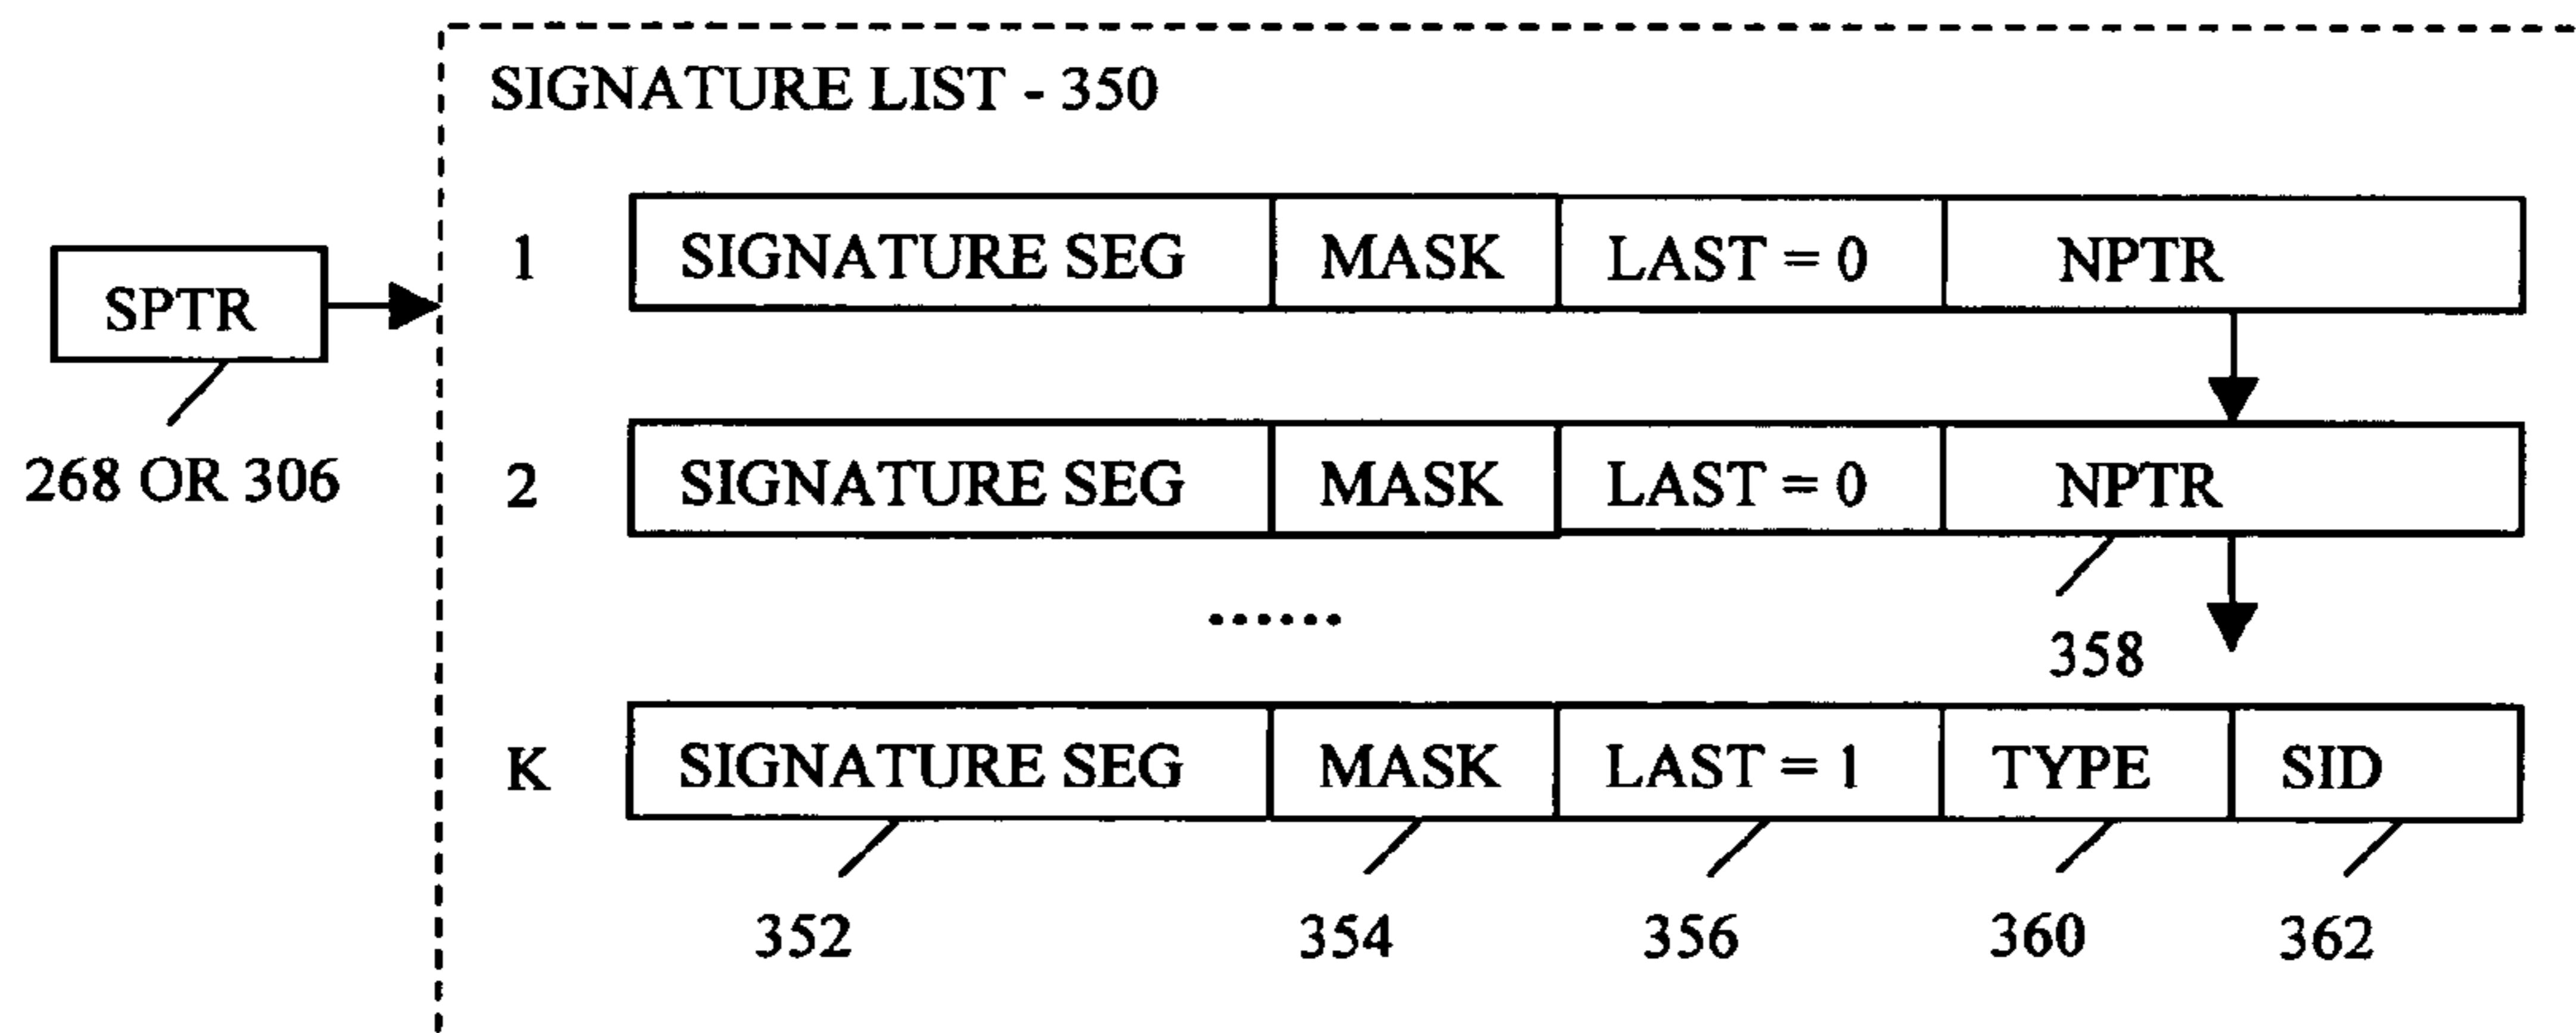 SIGNATURE LIST - 350
SPTR
268 OR 306
1 SIGNATURE SEG MASK LAST = 0 NPTR
2 SIGNATURE SEG MASK LAST = 0 NPTR
......
358
K SIGNATURE SEG MASK LAST = 1 TYPE SID
352 354 356 360 362